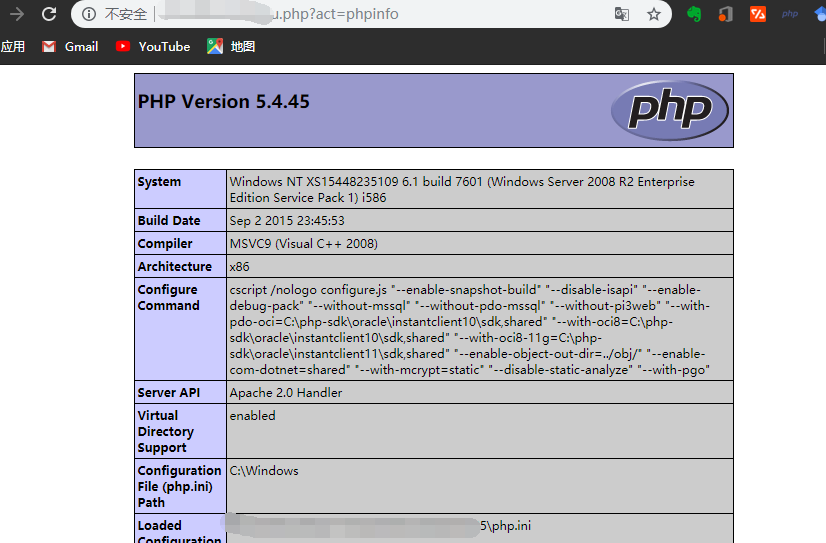 不安全
u.php?act=phpinfo
php
应用 Gmail YouTube 地图
PHP Version 5.4.45
php
System
Windows NT XS15448235109 6.1 build 7601 (Windows Server 2008 R2 Enterprise
Edition Service Pack 1) i586
Build Date
Sep 2 2015 23:45:53
Compiler
MSVC9 (Visual C++ 2008)
Architecture
x86
Configure
Command
cscript /nologo configure.js "--enable-snapshot-build" "--disable-isapi" "--enable-
debug-pack" "--without-mssql" "--without-pdo-mssql" "--without-pi3web" "--with-
pdo-oci=C:\php-sdk\oracle\instantclient10\sdk,shared" "--with-oci8=C:\php-
sdk\oracle\instantclient10\sdk,shared" "--with-oci8-11g=C:\php-
sdk\oracle\instantclient11\sdk,shared" "--enable-object-out-dir=../obj/" "--enable-
com-dotnet=shared" "--with-mcrypt=static" "--disable-static-analyze" "--with-pgo"
Server API
Apache 2.0 Handler
Virtual
Directory
Support
enabled
Configuration
File (php.ini)
Path
C:\Windows
Loaded
Configuration
5\php.ini